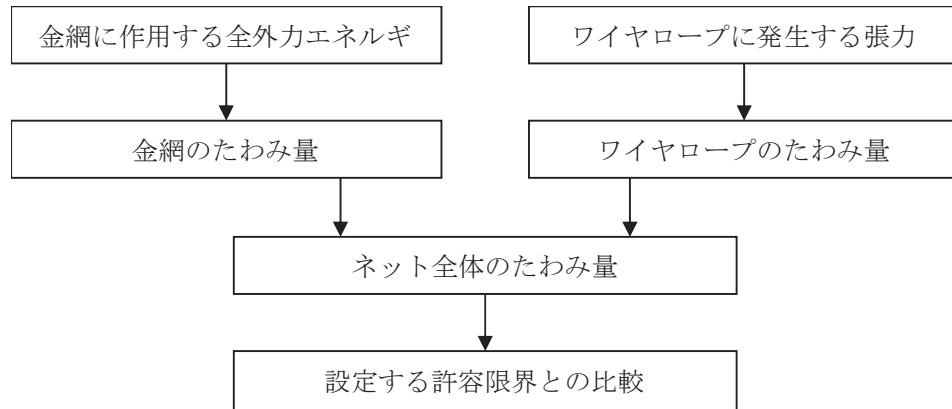 金網に作用する全外力エネルギ
ワイヤロープに発生する張力
金網のたわみ量
ワイヤロープのたわみ量
ネット全体のたわみ量
設定する許容限界との比較